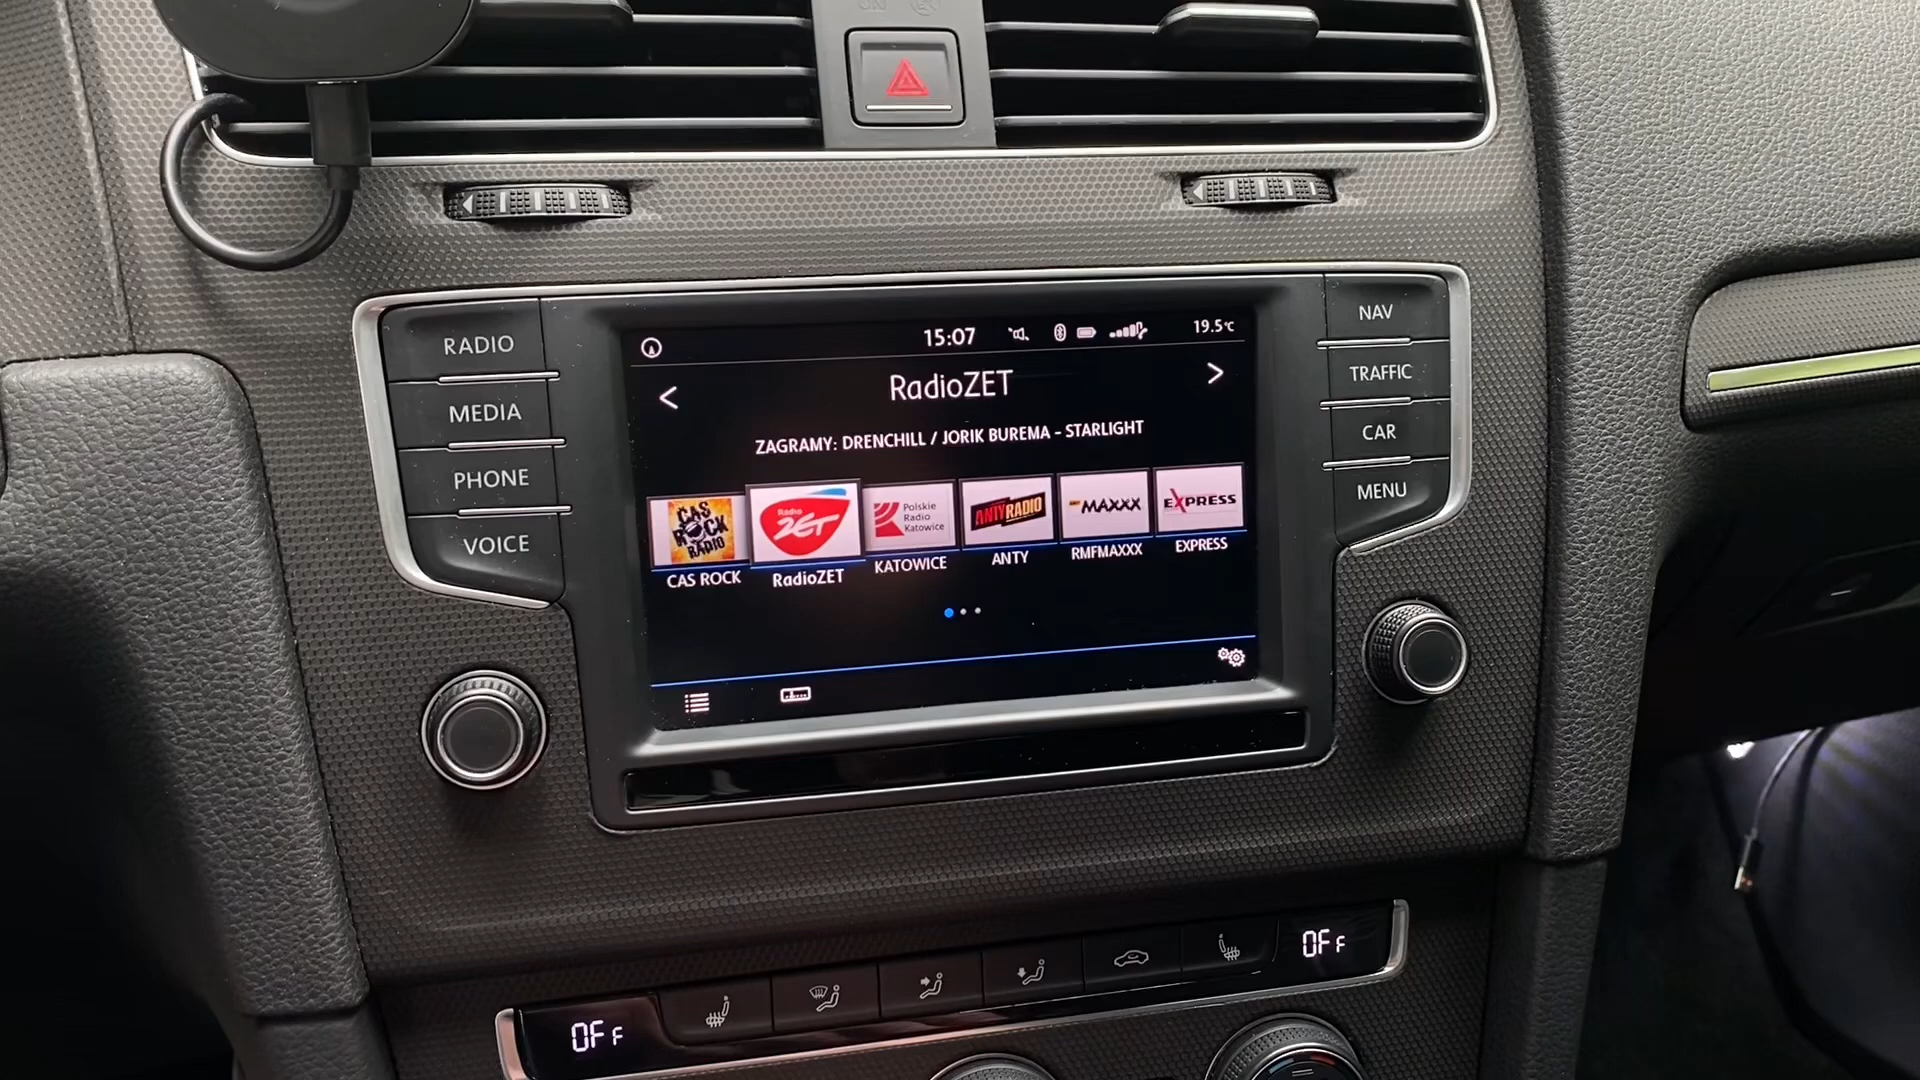 RADIO
MEDIA
PHONE
VOICE
15:07
19.5°C
<
RadioZET
>
ZAGRAMY: DRENCHILL / JORIK BUREMA - STARLIGHT
ČAS ROCK RADIO
Radio ZET
Polskie Radio Katowice
ANTYRADIO
MAXXX
EXPRESS
CAS ROCK
RadioZET
KATOWICE
ANTY
RMFMAXXX
EXPRESS
NAV
TRAFFIC
CAR
MENU
OFF
OFF